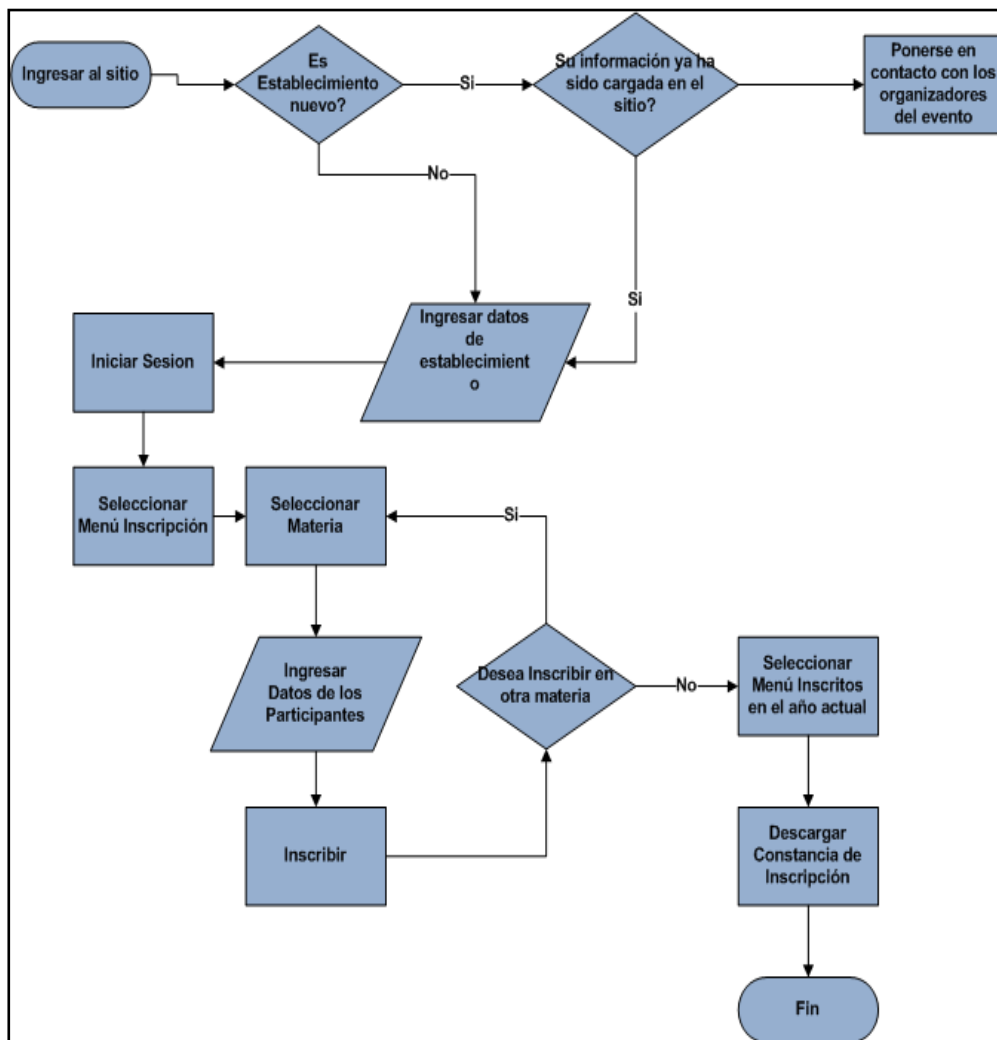 Ingresar al sitio
Es
Establecimiento
nuevo?
Si
Su información ya ha
sido cargada en el
sitio?
Ponerse en
contacto con los
organizadores
del evento
No
Si
Ingresar datos
de
establecimient
o
Iniciar Sesion
Seleccionar
Menú Inscripción
Seleccionar
Materia
Si
Ingresar
Datos de los
Participantes
Desea Inscribir en
otra materia
No
Seleccionar
Menú Inscritos
en el año actual
Inscribir
Descargar
Constancia de
Inscripción
Fin